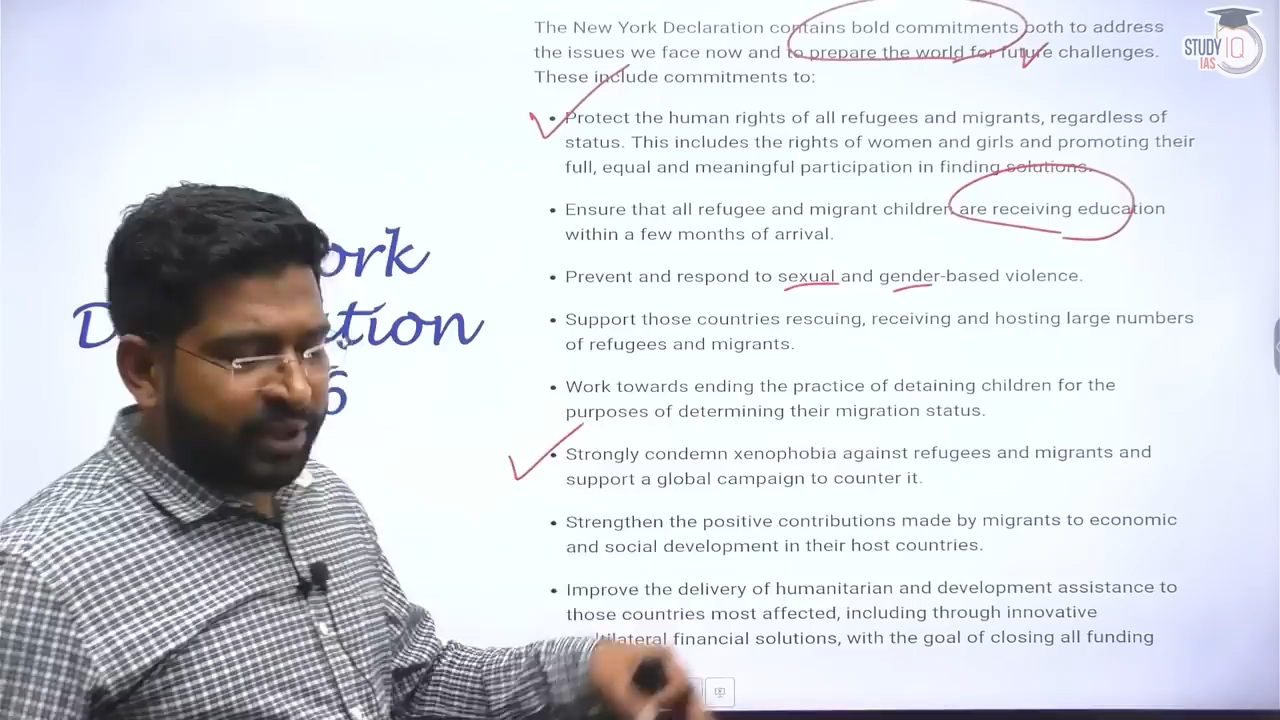 The New York Declaration contains bold commitments both to address
the issues we face now and to prepare the world for future challenges.
These include commitments to:
• Protect the human rights of all refugees and migrants, regardless of
status. This includes the rights of women and girls and promoting their
full, equal and meaningful participation in finding solutions.
• Ensure that all refugee and migrant children are receiving education
within a few months of arrival.
• Prevent and respond to sexual and gender-based violence.
• Support those countries rescuing, receiving and hosting large numbers
of refugees and migrants.
• Work towards ending the practice of detaining children for the
purposes of determining their migration status.
• Strongly condemn xenophobia against refugees and migrants and
support a global campaign to counter it.
• Strengthen the positive contributions made by migrants to economic
and social development in their host countries.
• Improve the delivery of humanitarian and development assistance to
those countries most affected, including through innovative
financial solutions, with the goal of closing all funding
STUDY IQ
IAS